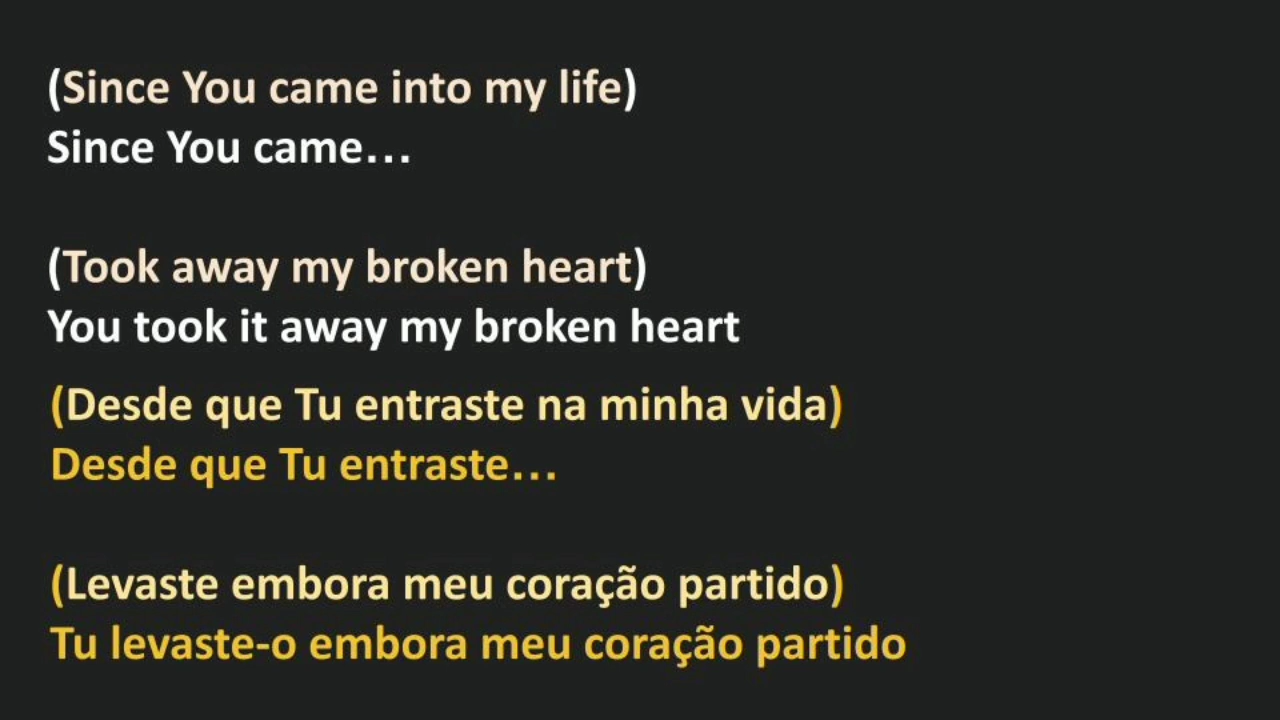 (Since You came into my life)
Since You came…
(Took away my broken heart)
You took it away my broken heart
(Desde que Tu entraste na minha vida)
Desde que Tu entraste…
(Levaste embora meu coração partido)
Tu levaste-o embora meu coração partido